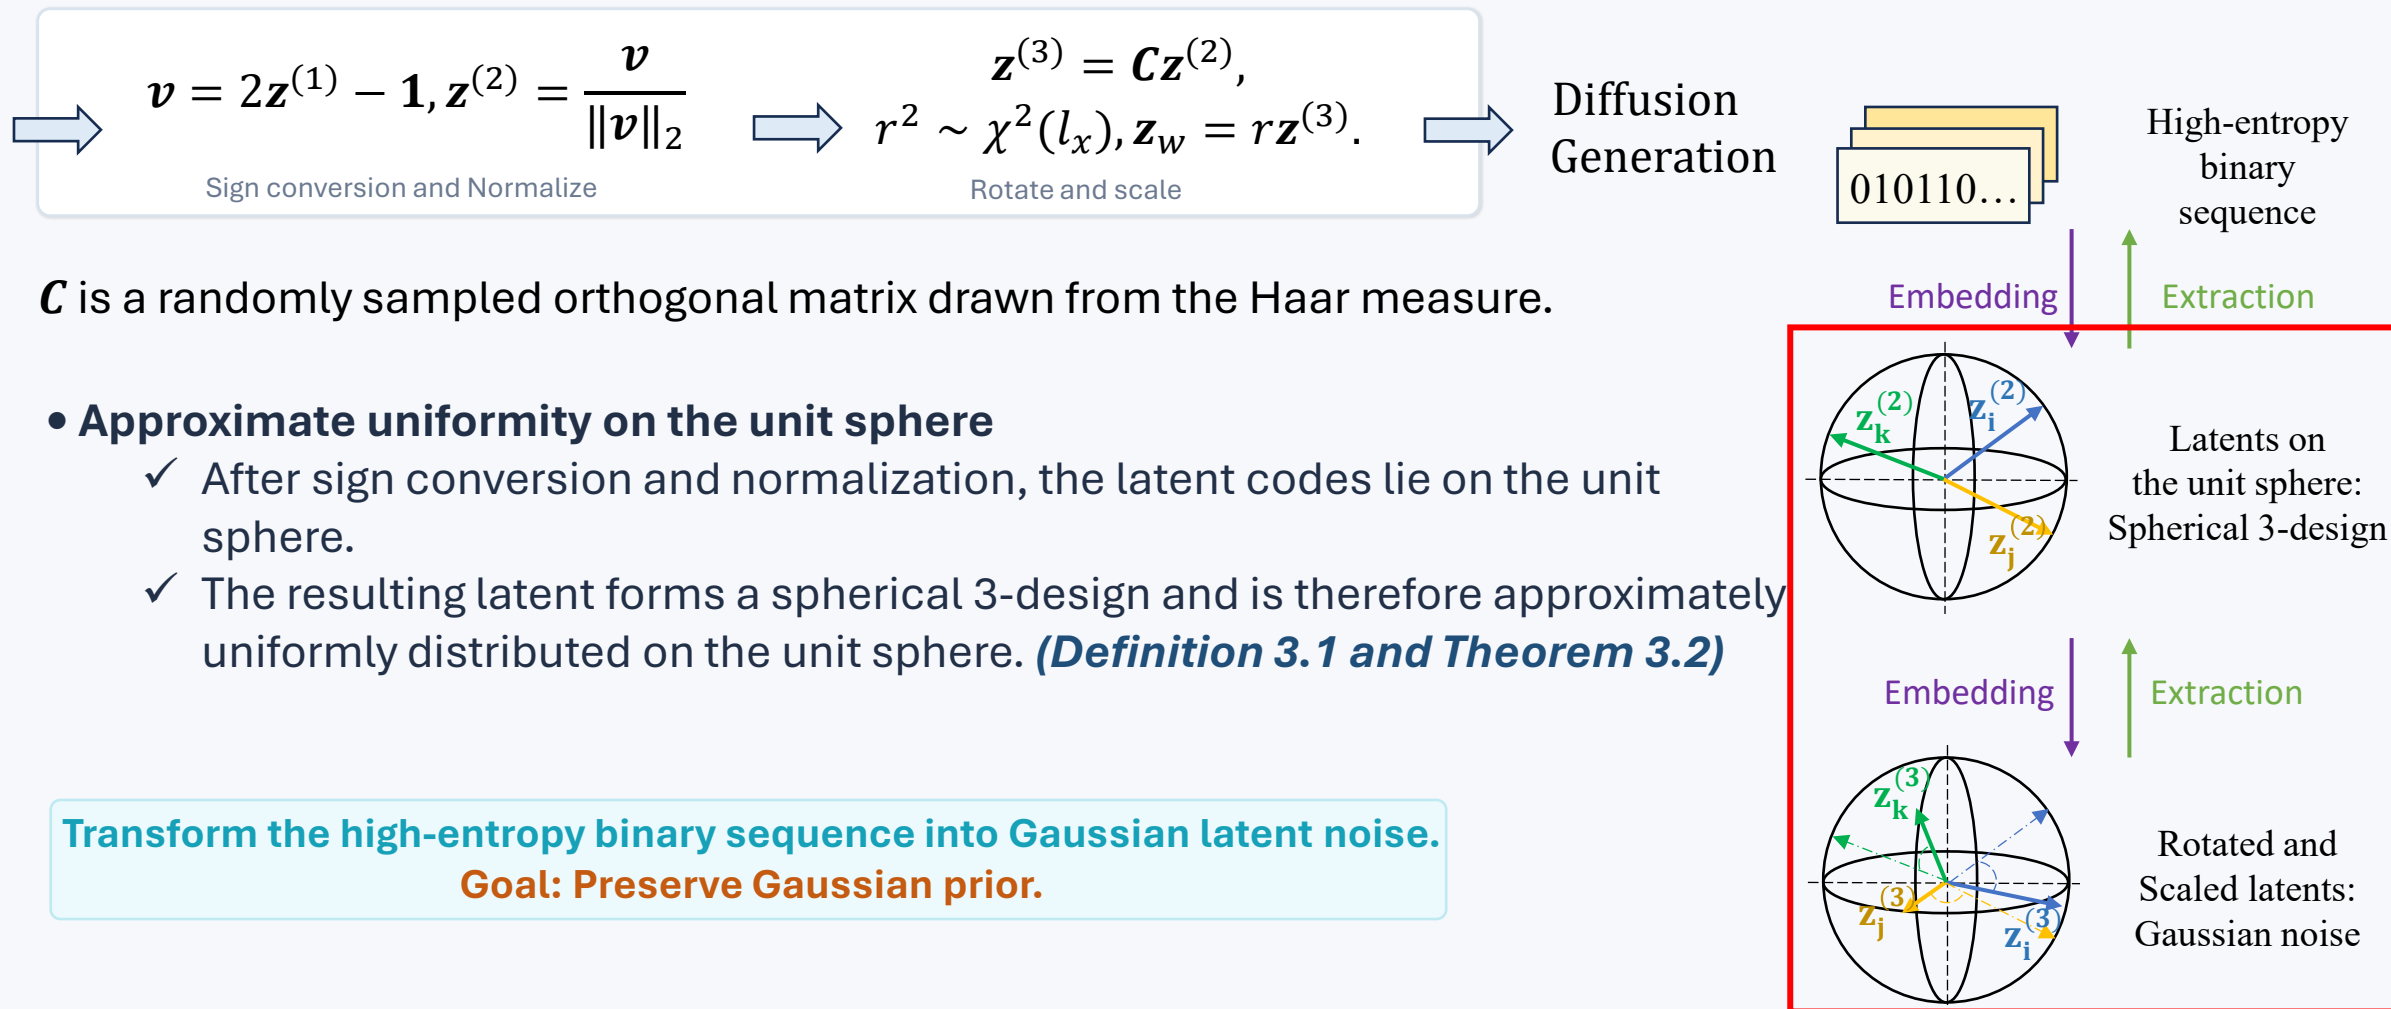 𝒗 = 2𝒛⁽¹⁾ − 𝟏, 𝒛⁽²⁾ = 𝒗 / ‖𝒗‖₂
Sign conversion and Normalize
𝒛⁽³⁾ = 𝑪𝒛⁽²⁾,
r² ~ χ²(lₓ), 𝒛_w = r𝒛⁽³⁾.
Rotate and scale
Diffusion
Generation
010110…
High-entropy
binary
sequence
Embedding
Extraction
𝑪 is a randomly sampled orthogonal matrix drawn from the Haar measure.
• Approximate uniformity on the unit sphere
✓ After sign conversion and normalization, the latent codes lie on the unit
sphere.
✓ The resulting latent forms a spherical 3-design and is therefore approximately
uniformly distributed on the unit sphere. (Definition 3.1 and Theorem 3.2)
z_k^(2)
z_i^(2)
z_j^(2)
Latents on
the unit sphere:
Spherical 3-design
Embedding
Extraction
z_k^(3)
z_j^(3)
z_i^(3)
Rotated and
Scaled latents:
Gaussian noise
Transform the high-entropy binary sequence into Gaussian latent noise.
Goal: Preserve Gaussian prior.